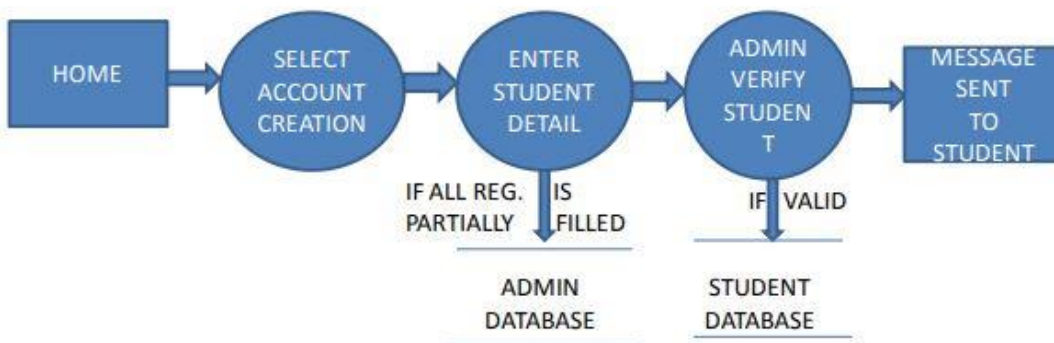 HOME
SELECT
ACCOUNT
CREATION
ENTER
STUDENT
DETAIL
ADMIN
VERIFY
STUDEN
T
MESSAGE
SENT
TO
STUDENT
IF ALL REG. IS
PARTIALLY FILLED
IF VALID
ADMIN
DATABASE
STUDENT
DATABASE